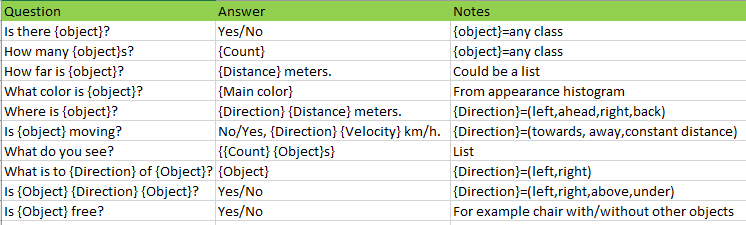 Question Answer Notes
Is there {object}? Yes/No {object}=any class
How many {object}s? {Count} {object}=any class
How far is {object}? {Distance} meters. Could be a list
What color is {object}? {Main color} From appearance histogram
Where is {object}? {Direction} {Distance} meters. {Direction}=(left,ahead,right,back)
Is {object} moving? No/Yes, {Direction} {Velocity} km/h. {Direction}=(towards, away,constant distance)
What do you see? {{Count} {Object}s} List
What is to {Direction} of {Object}? {Object} {Direction}=(left,right)
Is {Object} {Direction} {Object}? Yes/No {Direction}=(left,right,above,under)
Is {Object} free? Yes/No For example chair with/without other objects